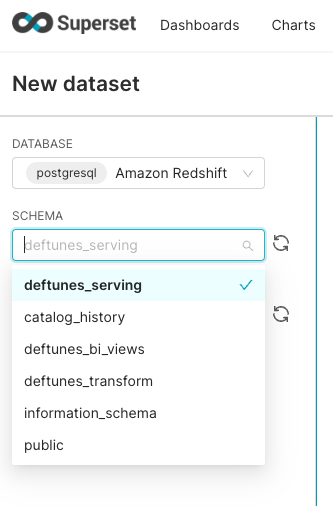 Superset Dashboards Charts
New dataset
DATABASE
postgresql Amazon Redshift
SCHEMA
deftunes_serving
deftunes_serving
catalog_history
deftunes_bi_views
deftunes_transform
information_schema
public